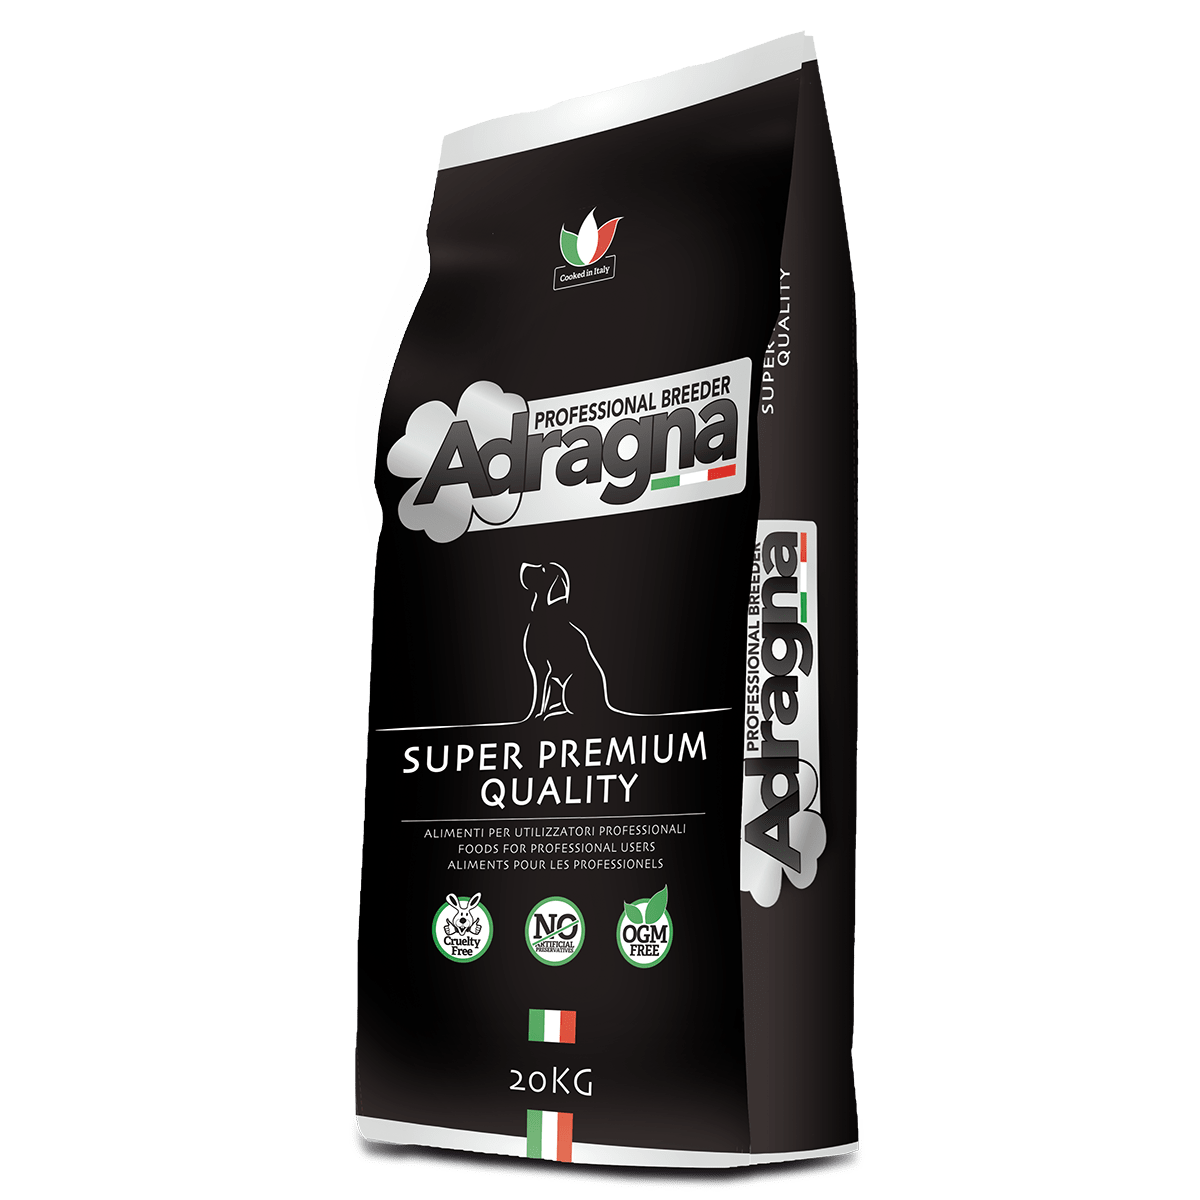 Cooked in Italy
PROFESSIONAL BREEDER
Adragna
SUPER PREMIUM
QUALITY
ALIMENTI PER UTILIZZATORI PROFESSIONALI
FOODS FOR PROFESSIONAL USERS
ALIMENTS POUR LES PROFESSIONELS
Cruelty
Free
NO
ARTIFICIAL
PRESERVATIVES
OGM
FREE
20KG
SUPER
QUALITY
PROFESSIONAL BREEDER
Adragna